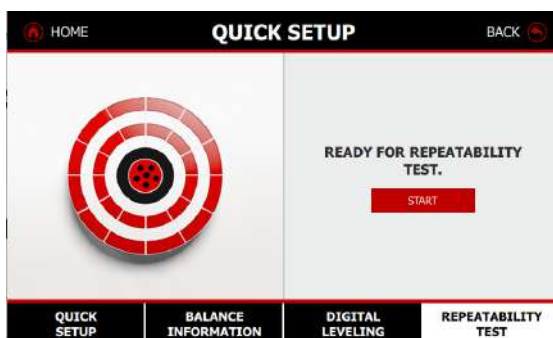 HOME QUICK SETUP BACK
READY FOR REPEATABILITY
TEST.
START
QUICK
SETUP
BALANCE
INFORMATION
DIGITAL
LEVELING
REPEATABILITY
TEST